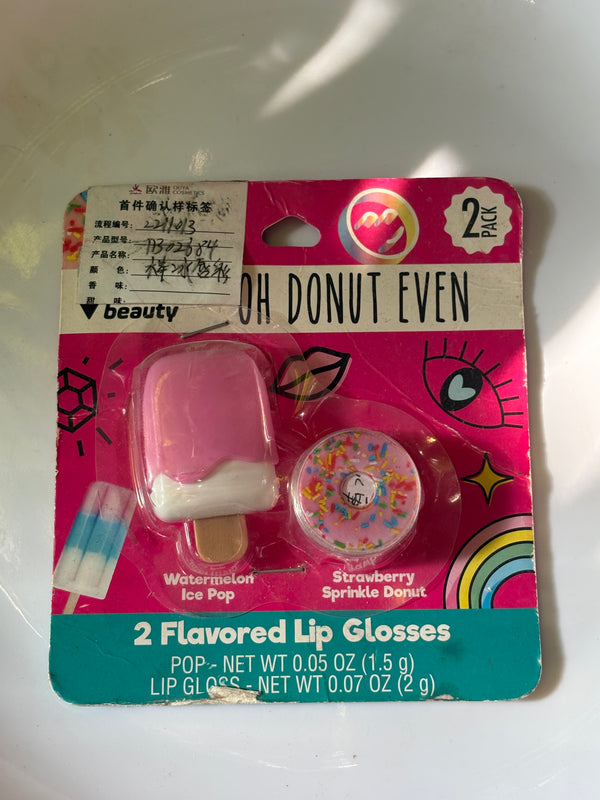 欧雅 OUYA COSMETICS
首件确认样标签
流程编号:
产品型号: 
产品名称:
颜 色:
香 味:
甜 味:
2 PACK
beauty
OH DONUT EVEN
Watermelon
Ice Pop
Strawberry
Sprinkle Donut
2 Flavored Lip Glosses
POP - NET WT 0.05 OZ (1.5 g)
LIP GLOSS - NET WT 0.07 OZ (2 g)